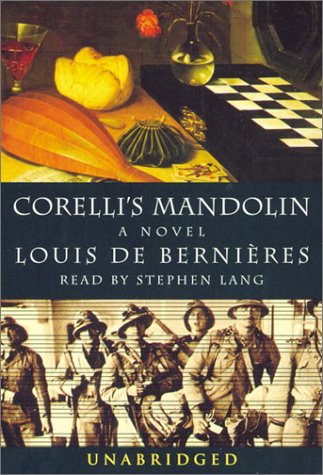 CORELLI'S MANDOLIN
A NOVEL
LOUIS DE BERNIÈRES
READ BY STEPHEN LANG
UNABRIDGED